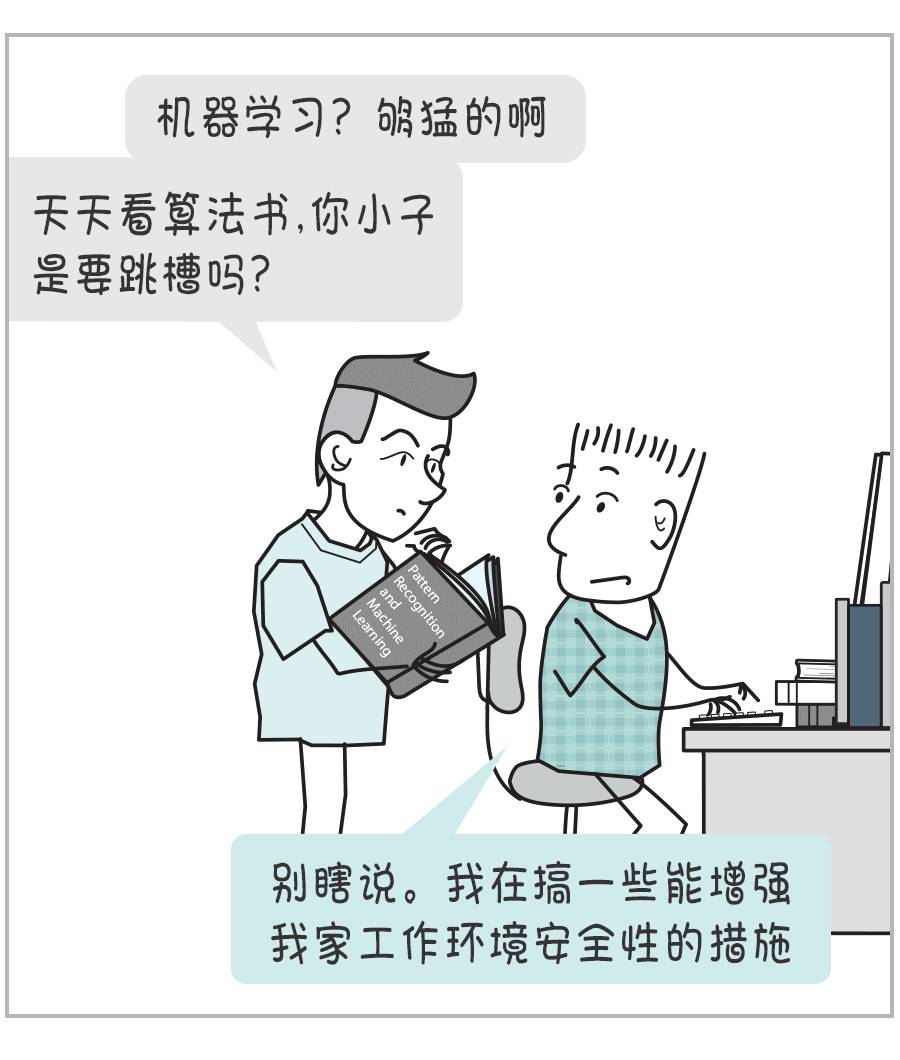 机器学习？够猛的啊
天天看算法书，你小子
是要跳槽吗？
Pattern
Recognition
and
Machine
Learning
别瞎说。我在搞一些能增强
我家工作环境安全性的措施